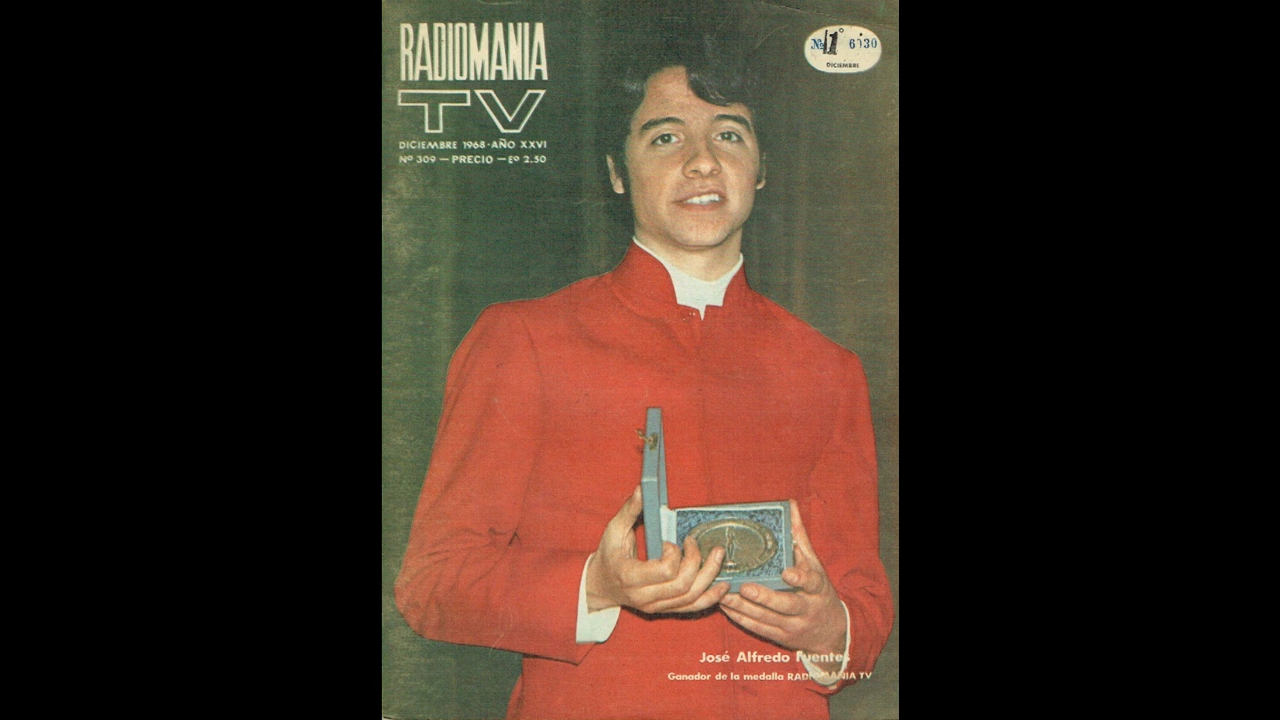 RADIOMANIA
TV
DICIEMBRE 1968 · AÑO XXVI
Nº 309 — PRECIO — Eº 2.50
DICIEMBRE
José Alfredo Fuentes
Ganador de la medalla RADIOMANIA TV